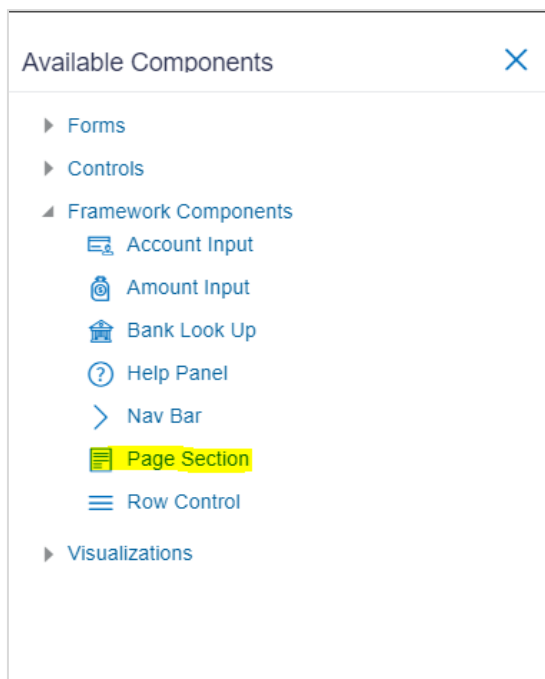 Available Components
Forms
Controls
Framework Components
Account Input
Amount Input
Bank Look Up
Help Panel
Nav Bar
Page Section
Row Control
Visualizations